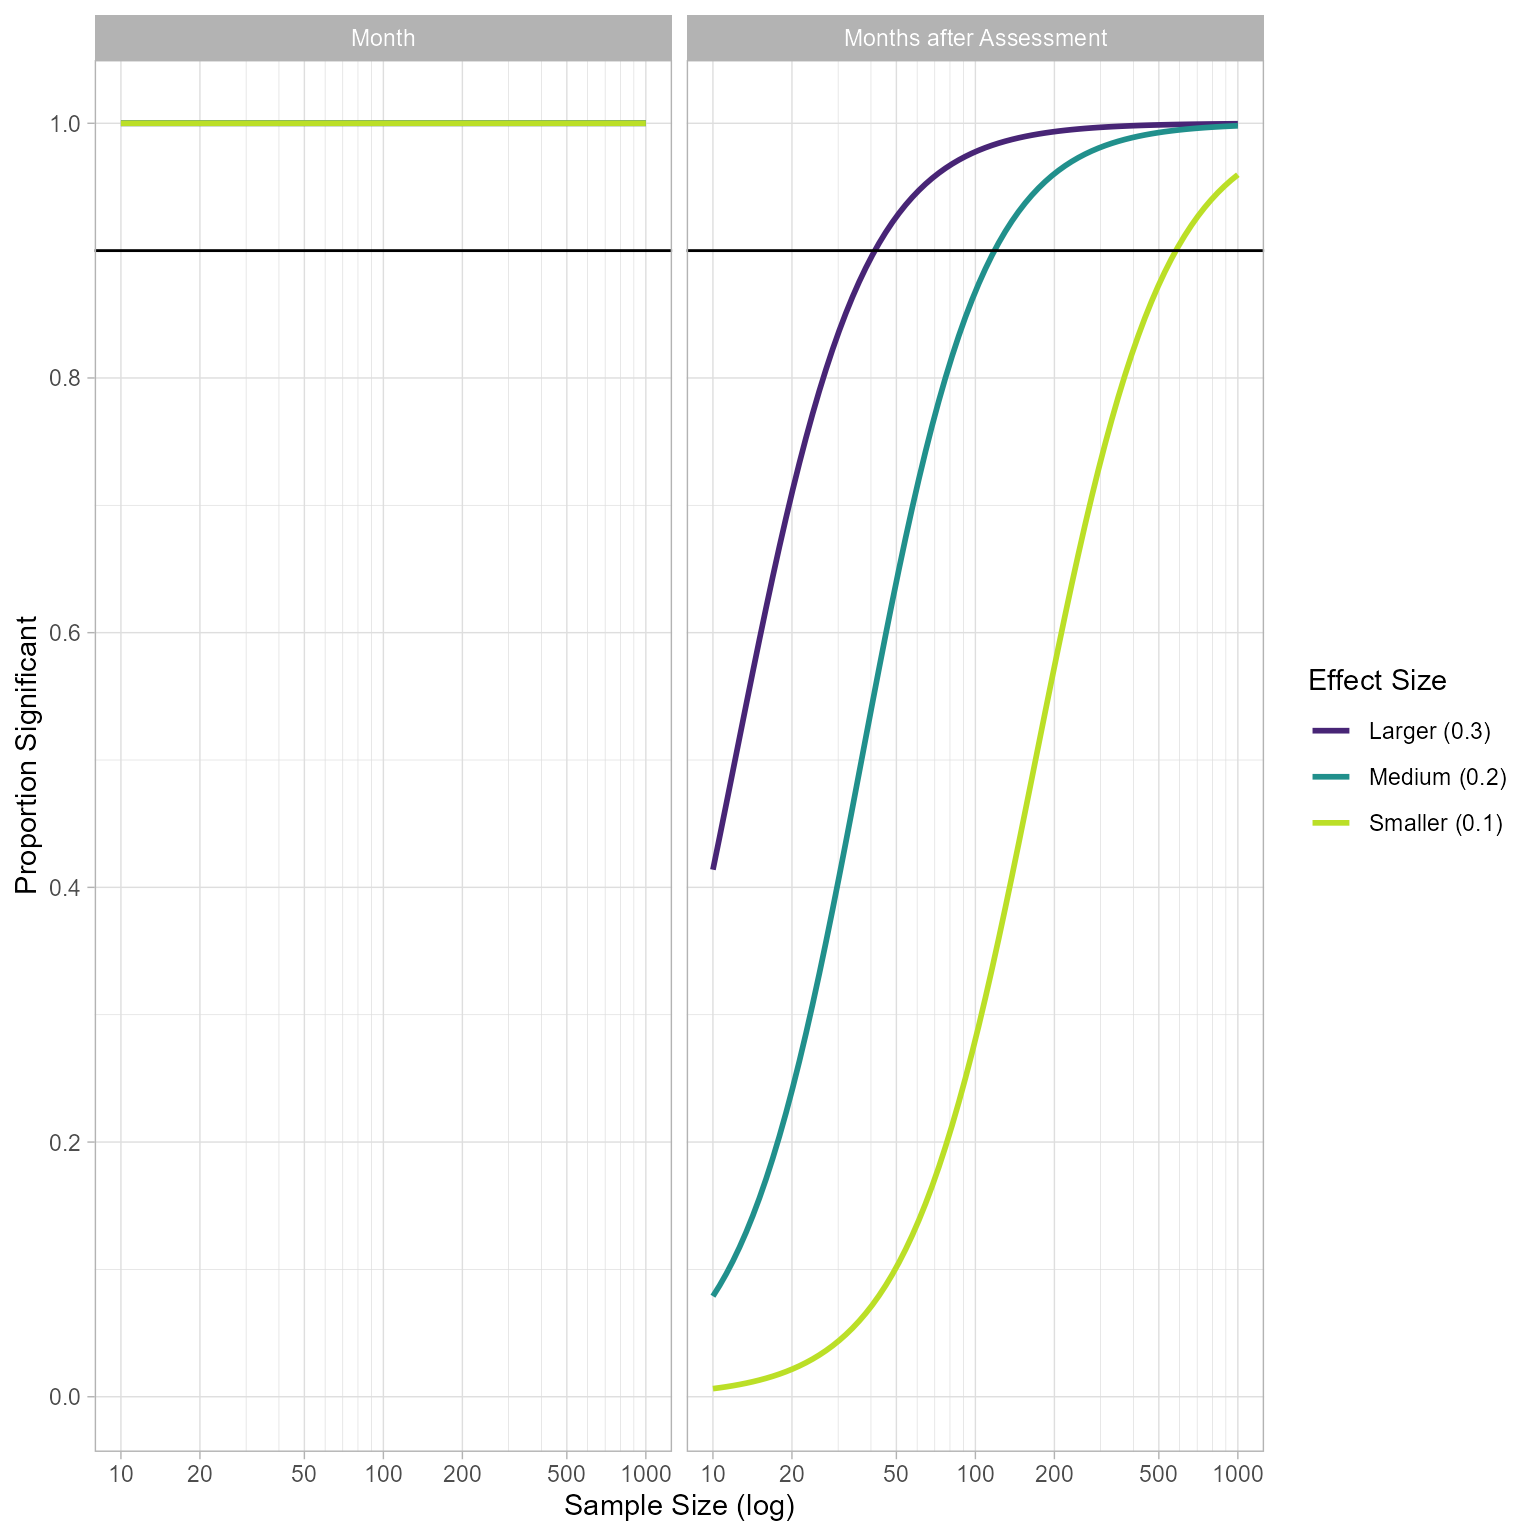 Month
Months after Assessment
1.0
0.8
0.6
0.4
0.2
0.0
Proportion Significant
10 20 50 100 200 500 1000
10 20 50 100 200 500 1000
Sample Size (log)
Effect Size
Larger (0.3)
Medium (0.2)
Smaller (0.1)